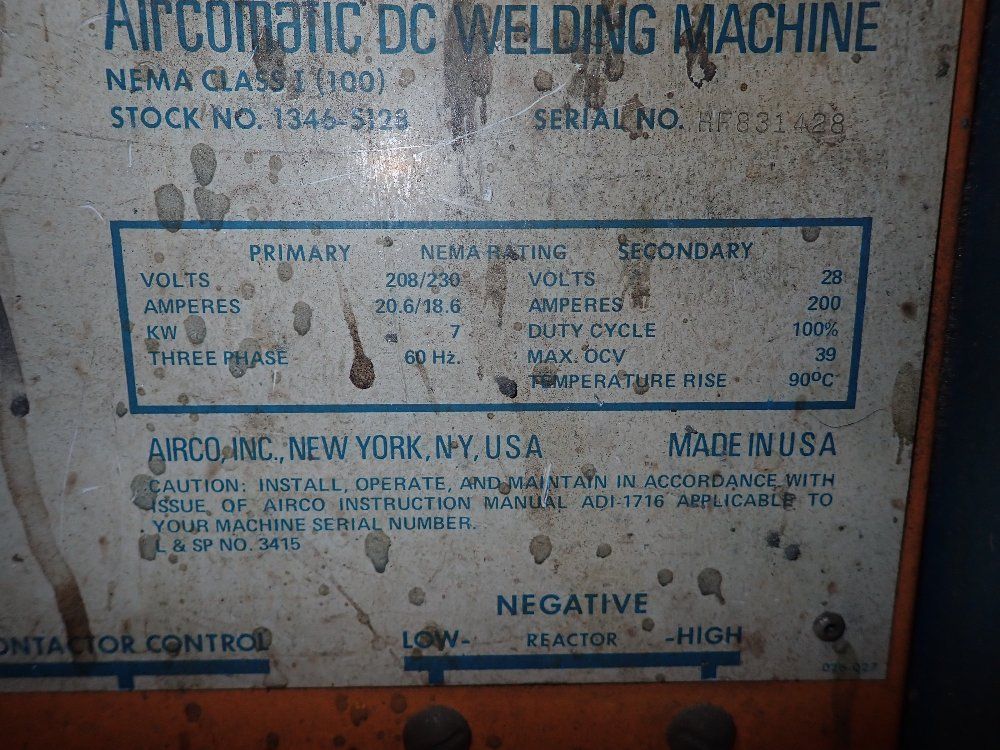 Aircomatic DC WELDING MACHINE
NEMA CLASS I (100)
STOCK NO. 1346-5128 SERIAL NO. HF831428
PRIMARY NEMA RATING SECONDARY
VOLTS 208/230 VOLTS 28
AMPERES 20.6/18.6 AMPERES 200
KW 7 DUTY CYCLE 100%
THREE PHASE 60 Hz. MAX. OCV 39
TEMPERATURE RISE 90°C
AIRCO, INC., NEW YORK, N.Y., USA MADE IN USA
CAUTION: INSTALL, OPERATE, AND MAINTAIN IN ACCORDANCE WITH
ISSUE OF AIRCO INSTRUCTION MANUAL ADI-1716 APPLICABLE TO
YOUR MACHINE SERIAL NUMBER.
L & SP NO. 3415
NEGATIVE
ONTACTOR CONTROL LOW- REACTOR -HIGH